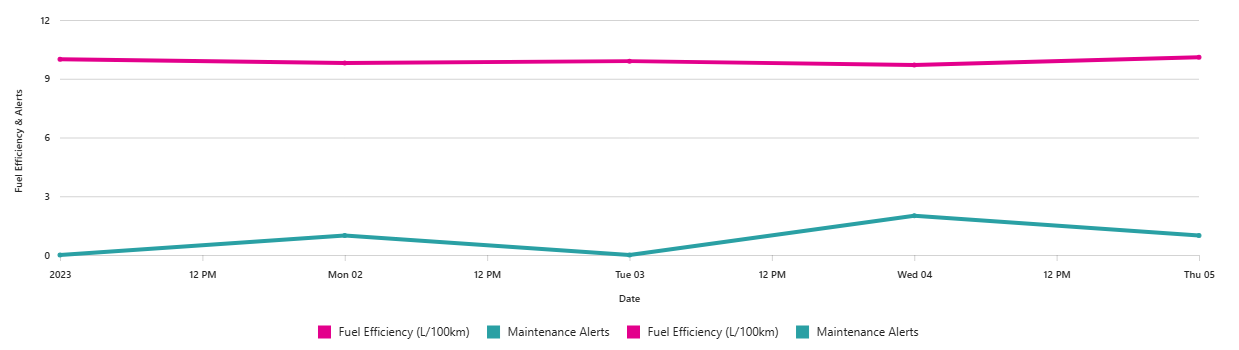 12
9
6
3
0
Fuel Efficiency & Alerts
2023 12 PM Mon 02 12 PM Tue 03 12 PM Wed 04 12 PM Thu 05
Date
Fuel Efficiency (L/100km) Maintenance Alerts Fuel Efficiency (L/100km) Maintenance Alerts